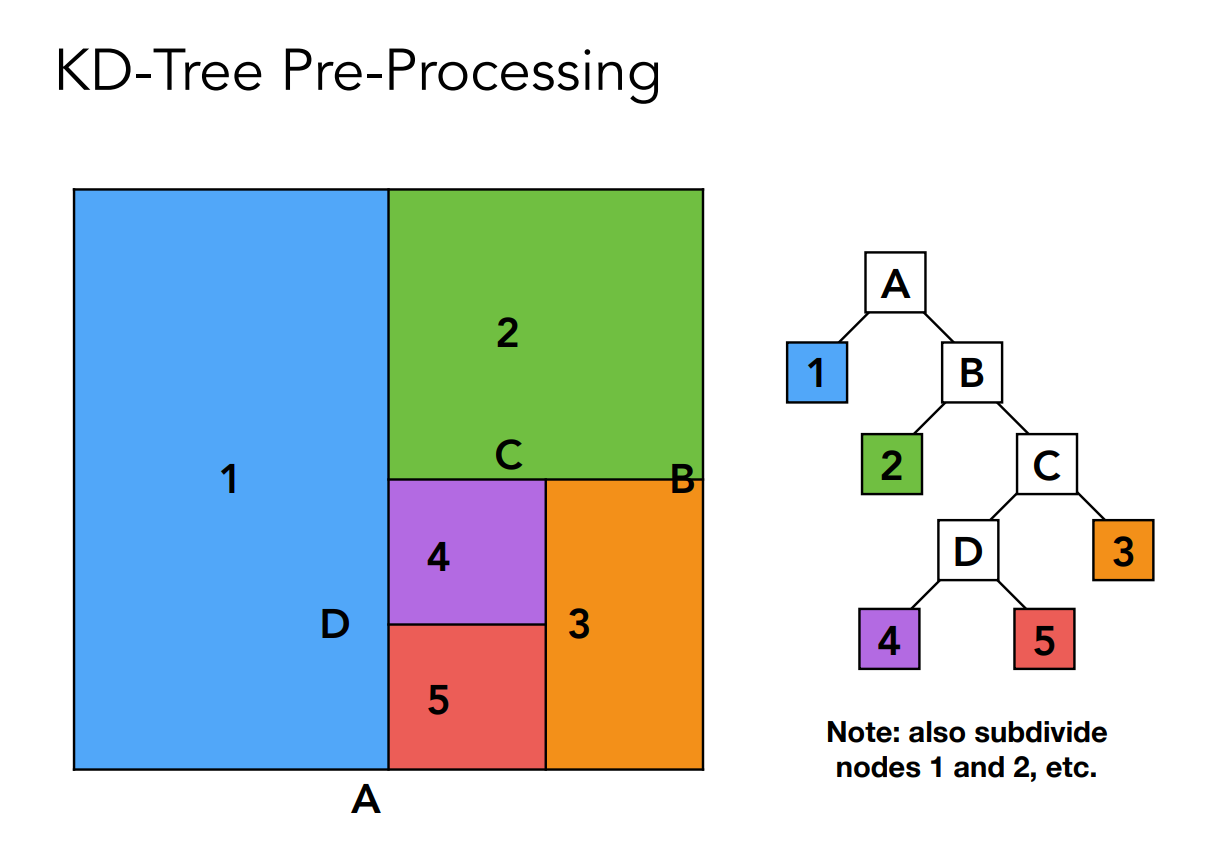 KD-Tree Pre-Processing
1
2
C
B
4
D
3
5
A
A
1
B
2
C
D
3
4
5
Note: also subdivide
nodes 1 and 2, etc.